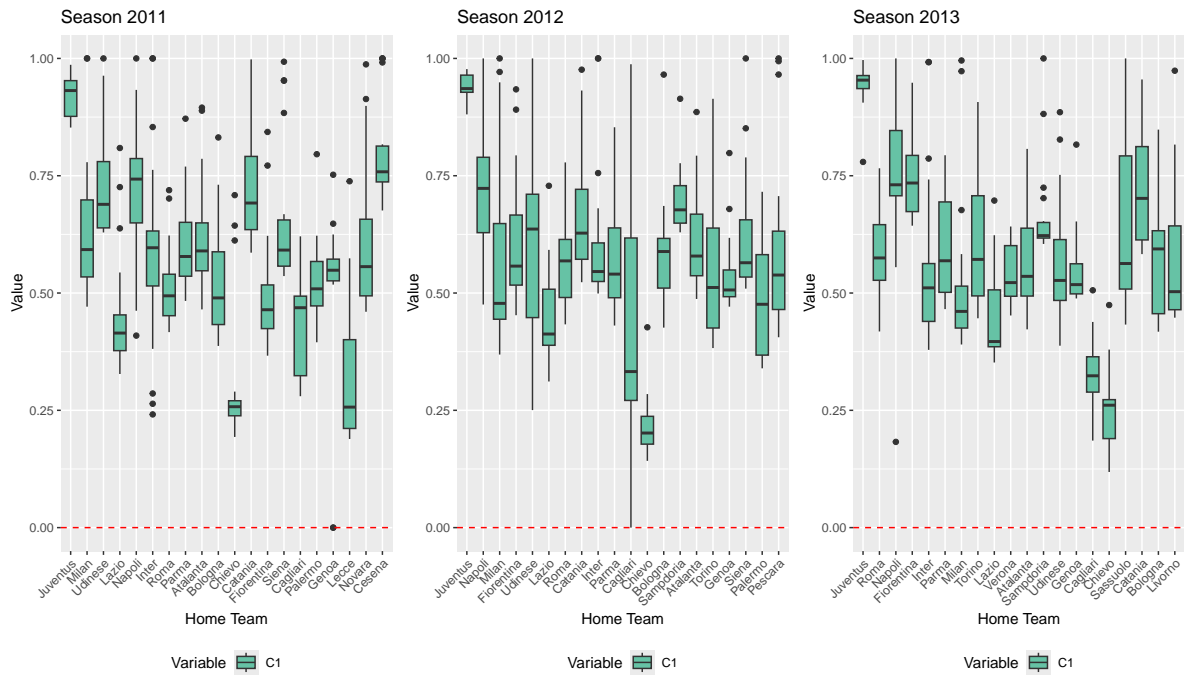 Season 2011
Value
1.00
0.75
0.50
0.25
0.00
Juventus
Milan
Udinese
Lazio
Napoli
Inter
Roma
Parma
Atalanta
Bologna
Chievo
Catania
Fiorentina
Siena
Cagliari
Palermo
Genoa
Lecce
Novara
Cesena
Home Team
Variable C1
Season 2012
Value
1.00
0.75
0.50
0.25
0.00
Juventus
Napoli
Milan
Fiorentina
Udinese
Lazio
Roma
Catania
Inter
Parma
Cagliari
Chievo
Bologna
Sampdoria
Atalanta
Torino
Genoa
Siena
Palermo
Pescara
Home Team
Variable C1
Season 2013
Value
1.00
0.75
0.50
0.25
0.00
Juventus
Roma
Napoli
Fiorentina
Inter
Parma
Milan
Torino
Lazio
Verona
Atalanta
Sampdoria
Udinese
Genoa
Cagliari
Chievo
Sassuolo
Catania
Bologna
Livorno
Home Team
Variable C1